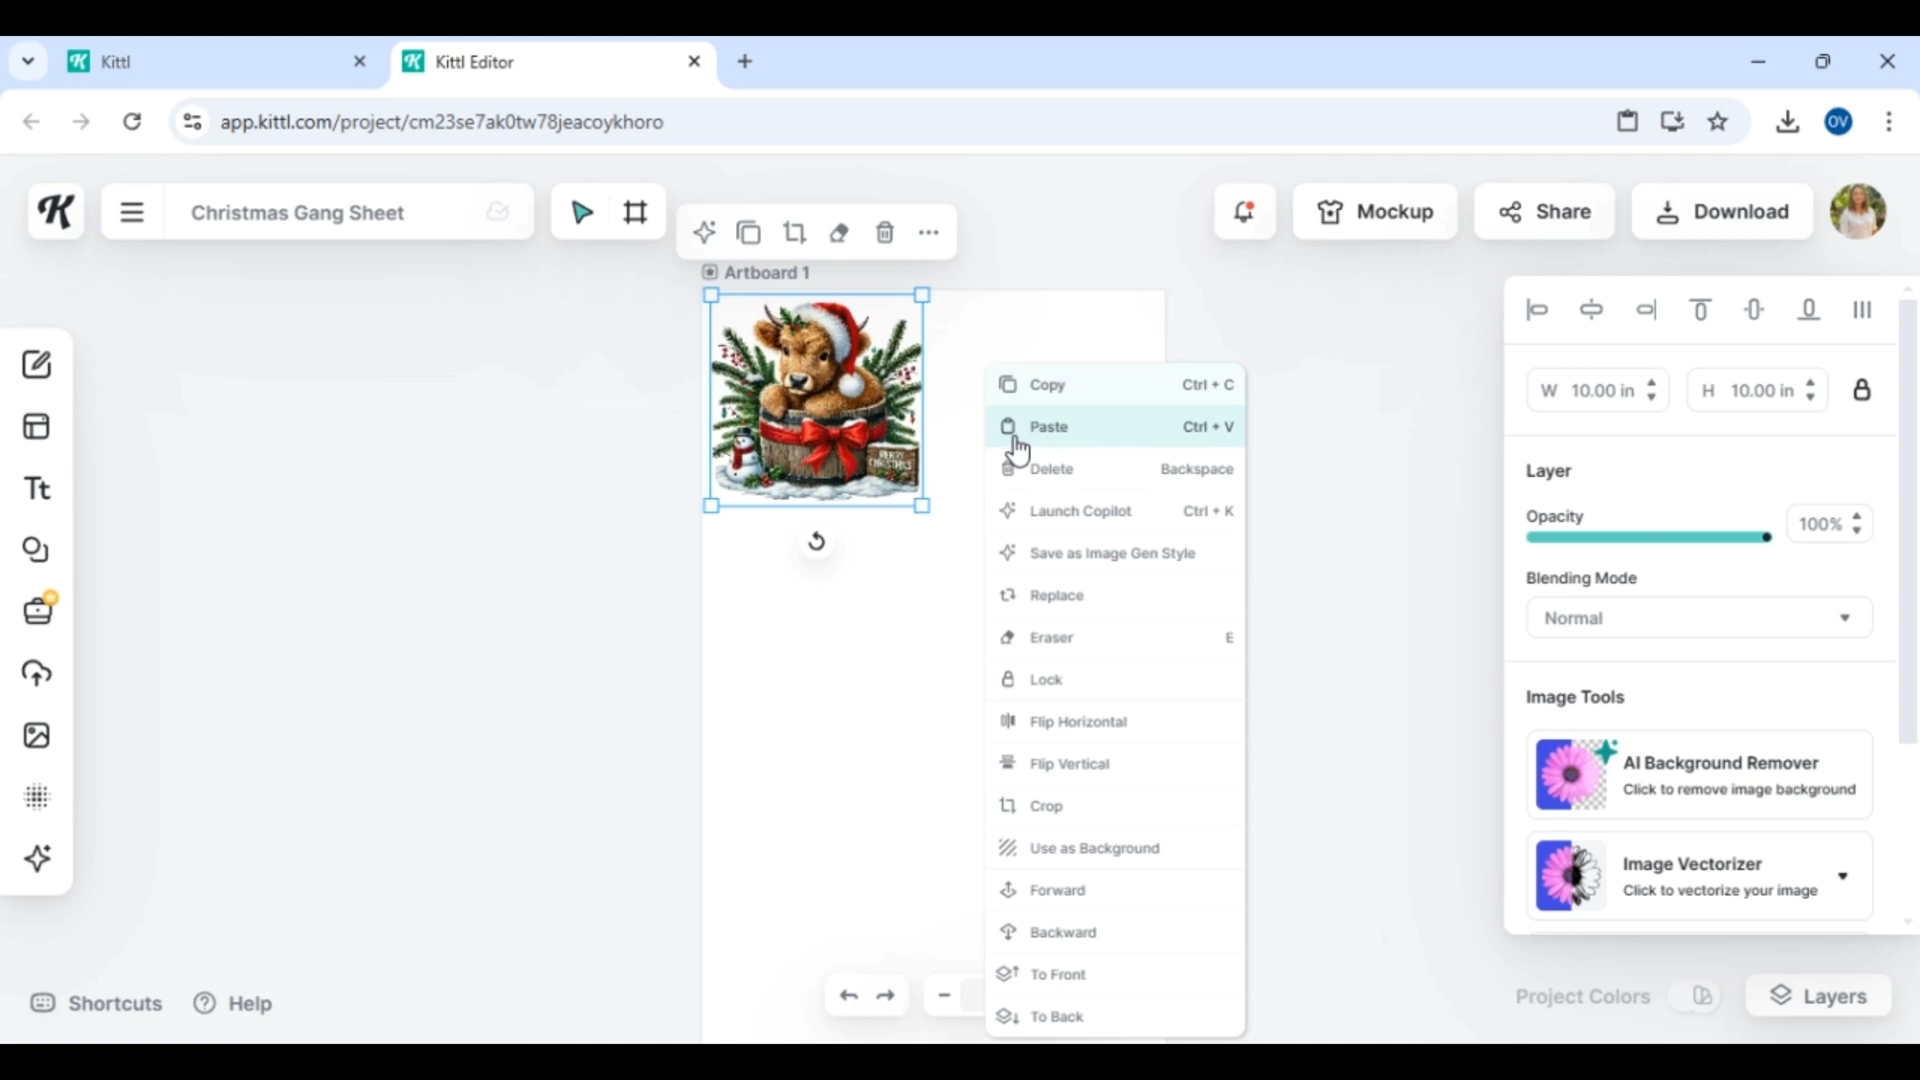 Kittl
Kittl Editor
app.kittl.com/project/cm23se7ak0tw78jeacoykhoro
OV
K
Christmas Gang Sheet
Mockup
Share
Download
Artboard 1
MERRY
CHRISTMAS
Copy Ctrl + C
Paste Ctrl + V
Delete Backspace
Launch Copilot Ctrl + K
Save as Image Gen Style
Replace
Eraser E
Lock
Flip Horizontal
Flip Vertical
Crop
Use as Background
Forward
Backward
To Front
To Back
W 10.00 in
H 10.00 in
Layer
Opacity
100%
Blending Mode
Normal
Image Tools
AI Background Remover
Click to remove image background
Image Vectorizer
Click to vectorize your image
Tt
Shortcuts
Help
Project Colors
Layers